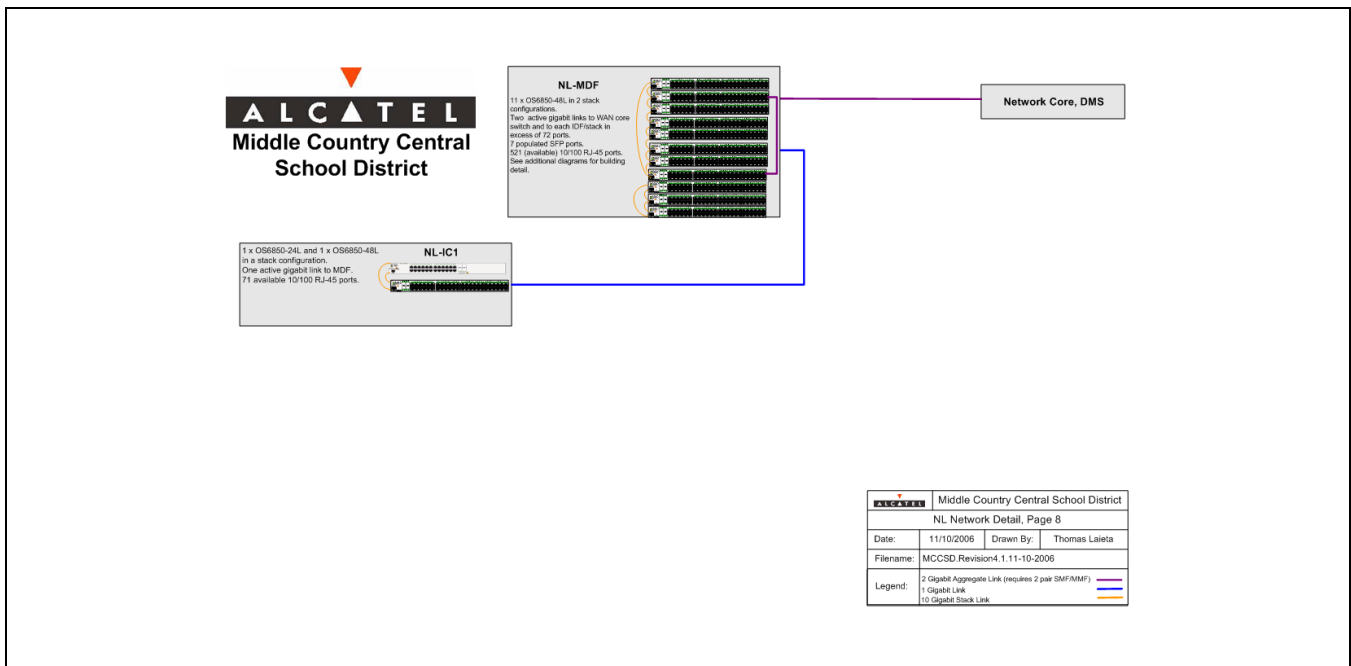 ALCATEL
Middle Country Central
School District
NL-MDF
11 x OS6850-48L in 2 stack
configurations.
Two active gigabit links to WAN core
switch and to each IDF/stack in
excess of 72 ports.
7 populated SFP ports.
521 (available) 10/100 RJ-45 ports.
See additional diagrams for building
detail.
Network Core, DMS
1 x OS6850-24L and 1 x OS6850-48L
in a stack configuration.
One active gigabit link to MDF.
71 available 10/100 RJ-45 ports.
NL-IC1
ALCATEL
Middle Country Central School District
NL Network Detail, Page 8
Date: 11/10/2006 Drawn By: Thomas Laieta
Filename: MCCSD.Revision4.1.11-10-2006
Legend:
2 Gigabit Aggregate Link (requires 2 pair SMF/MMF)
1 Gigabit Link
10 Gigabit Stack Link